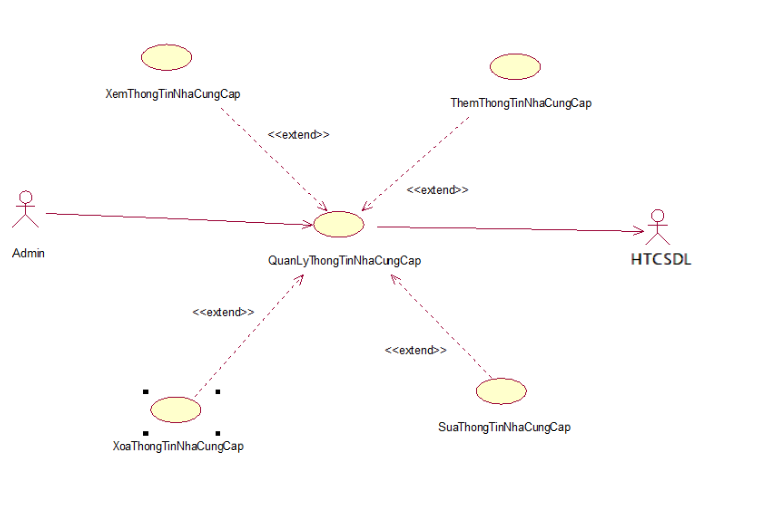 XemThongTinNhaCungCap
ThemThongTinNhaCungCap
<<extend>>
<<extend>>
Admin
QuanLyThongTinNhaCungCap
HTCSDL
<<extend>>
<<extend>>
XoaThongTinNhaCungCap
SuaThongTinNhaCungCap